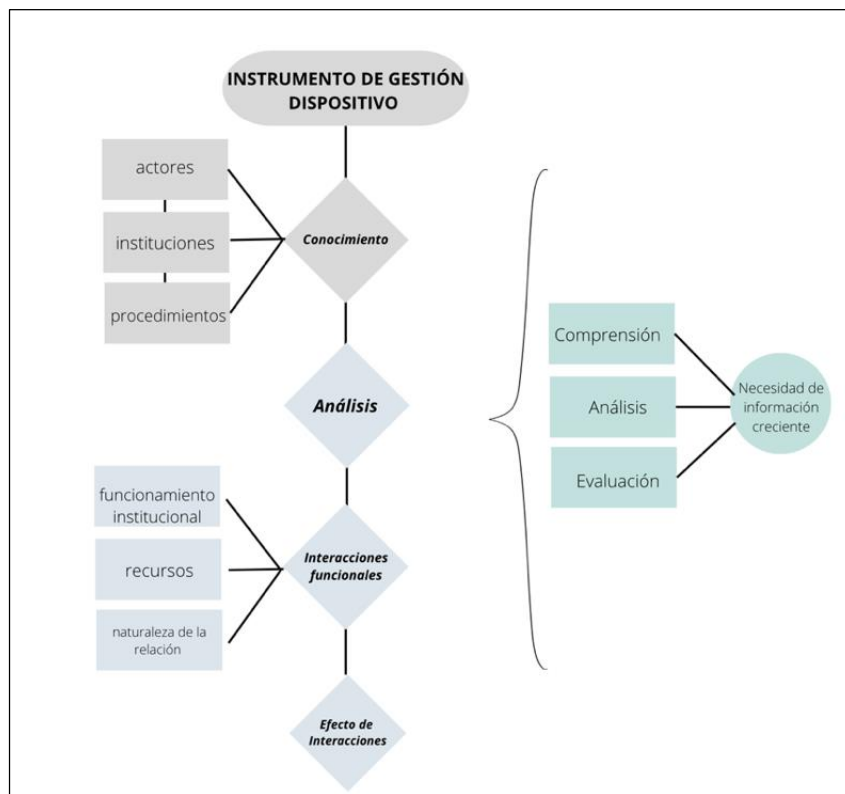 INSTRUMENTO DE GESTIÓN
DISPOSITIVO
actores
instituciones
procedimientos
Conocimiento
Análisis
funcionamiento
institucional
recursos
naturaleza de la
relación
Interacciones
funcionales
Efecto de
Interacciones
Comprensión
Análisis
Evaluación
Necesidad de
información
creciente